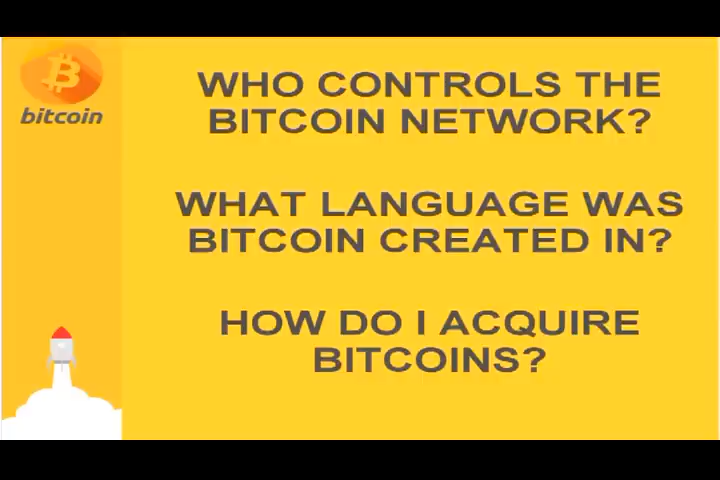 bitcoin
WHO CONTROLS THE
BITCOIN NETWORK?
WHAT LANGUAGE WAS
BITCOIN CREATED IN?
HOW DO I ACQUIRE
BITCOINS?